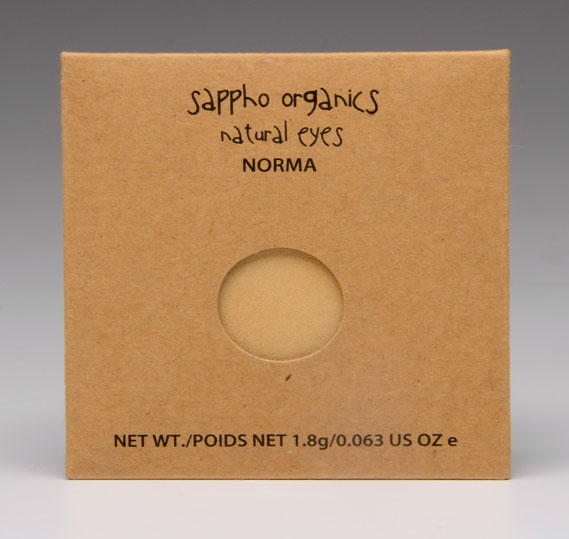 sappho organics
natural eyes
NORMA
NET WT./POIDS NET 1.8g/0.063 US OZ e